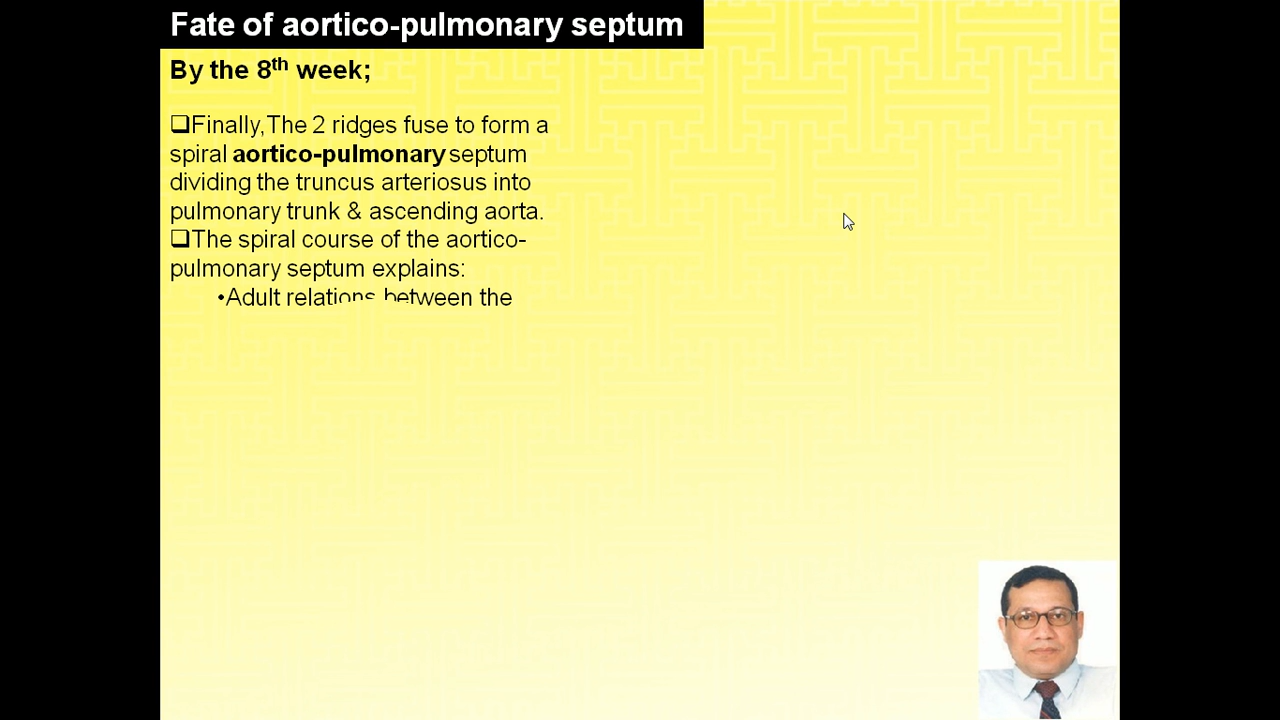 Fate of aortico-pulmonary septum
By the 8th week;
❑Finally,The 2 ridges fuse to form a
spiral aortico-pulmonary septum
dividing the truncus arteriosus into
pulmonary trunk & ascending aorta.
❑The spiral course of the aortico-
pulmonary septum explains:
•Adult relations between the